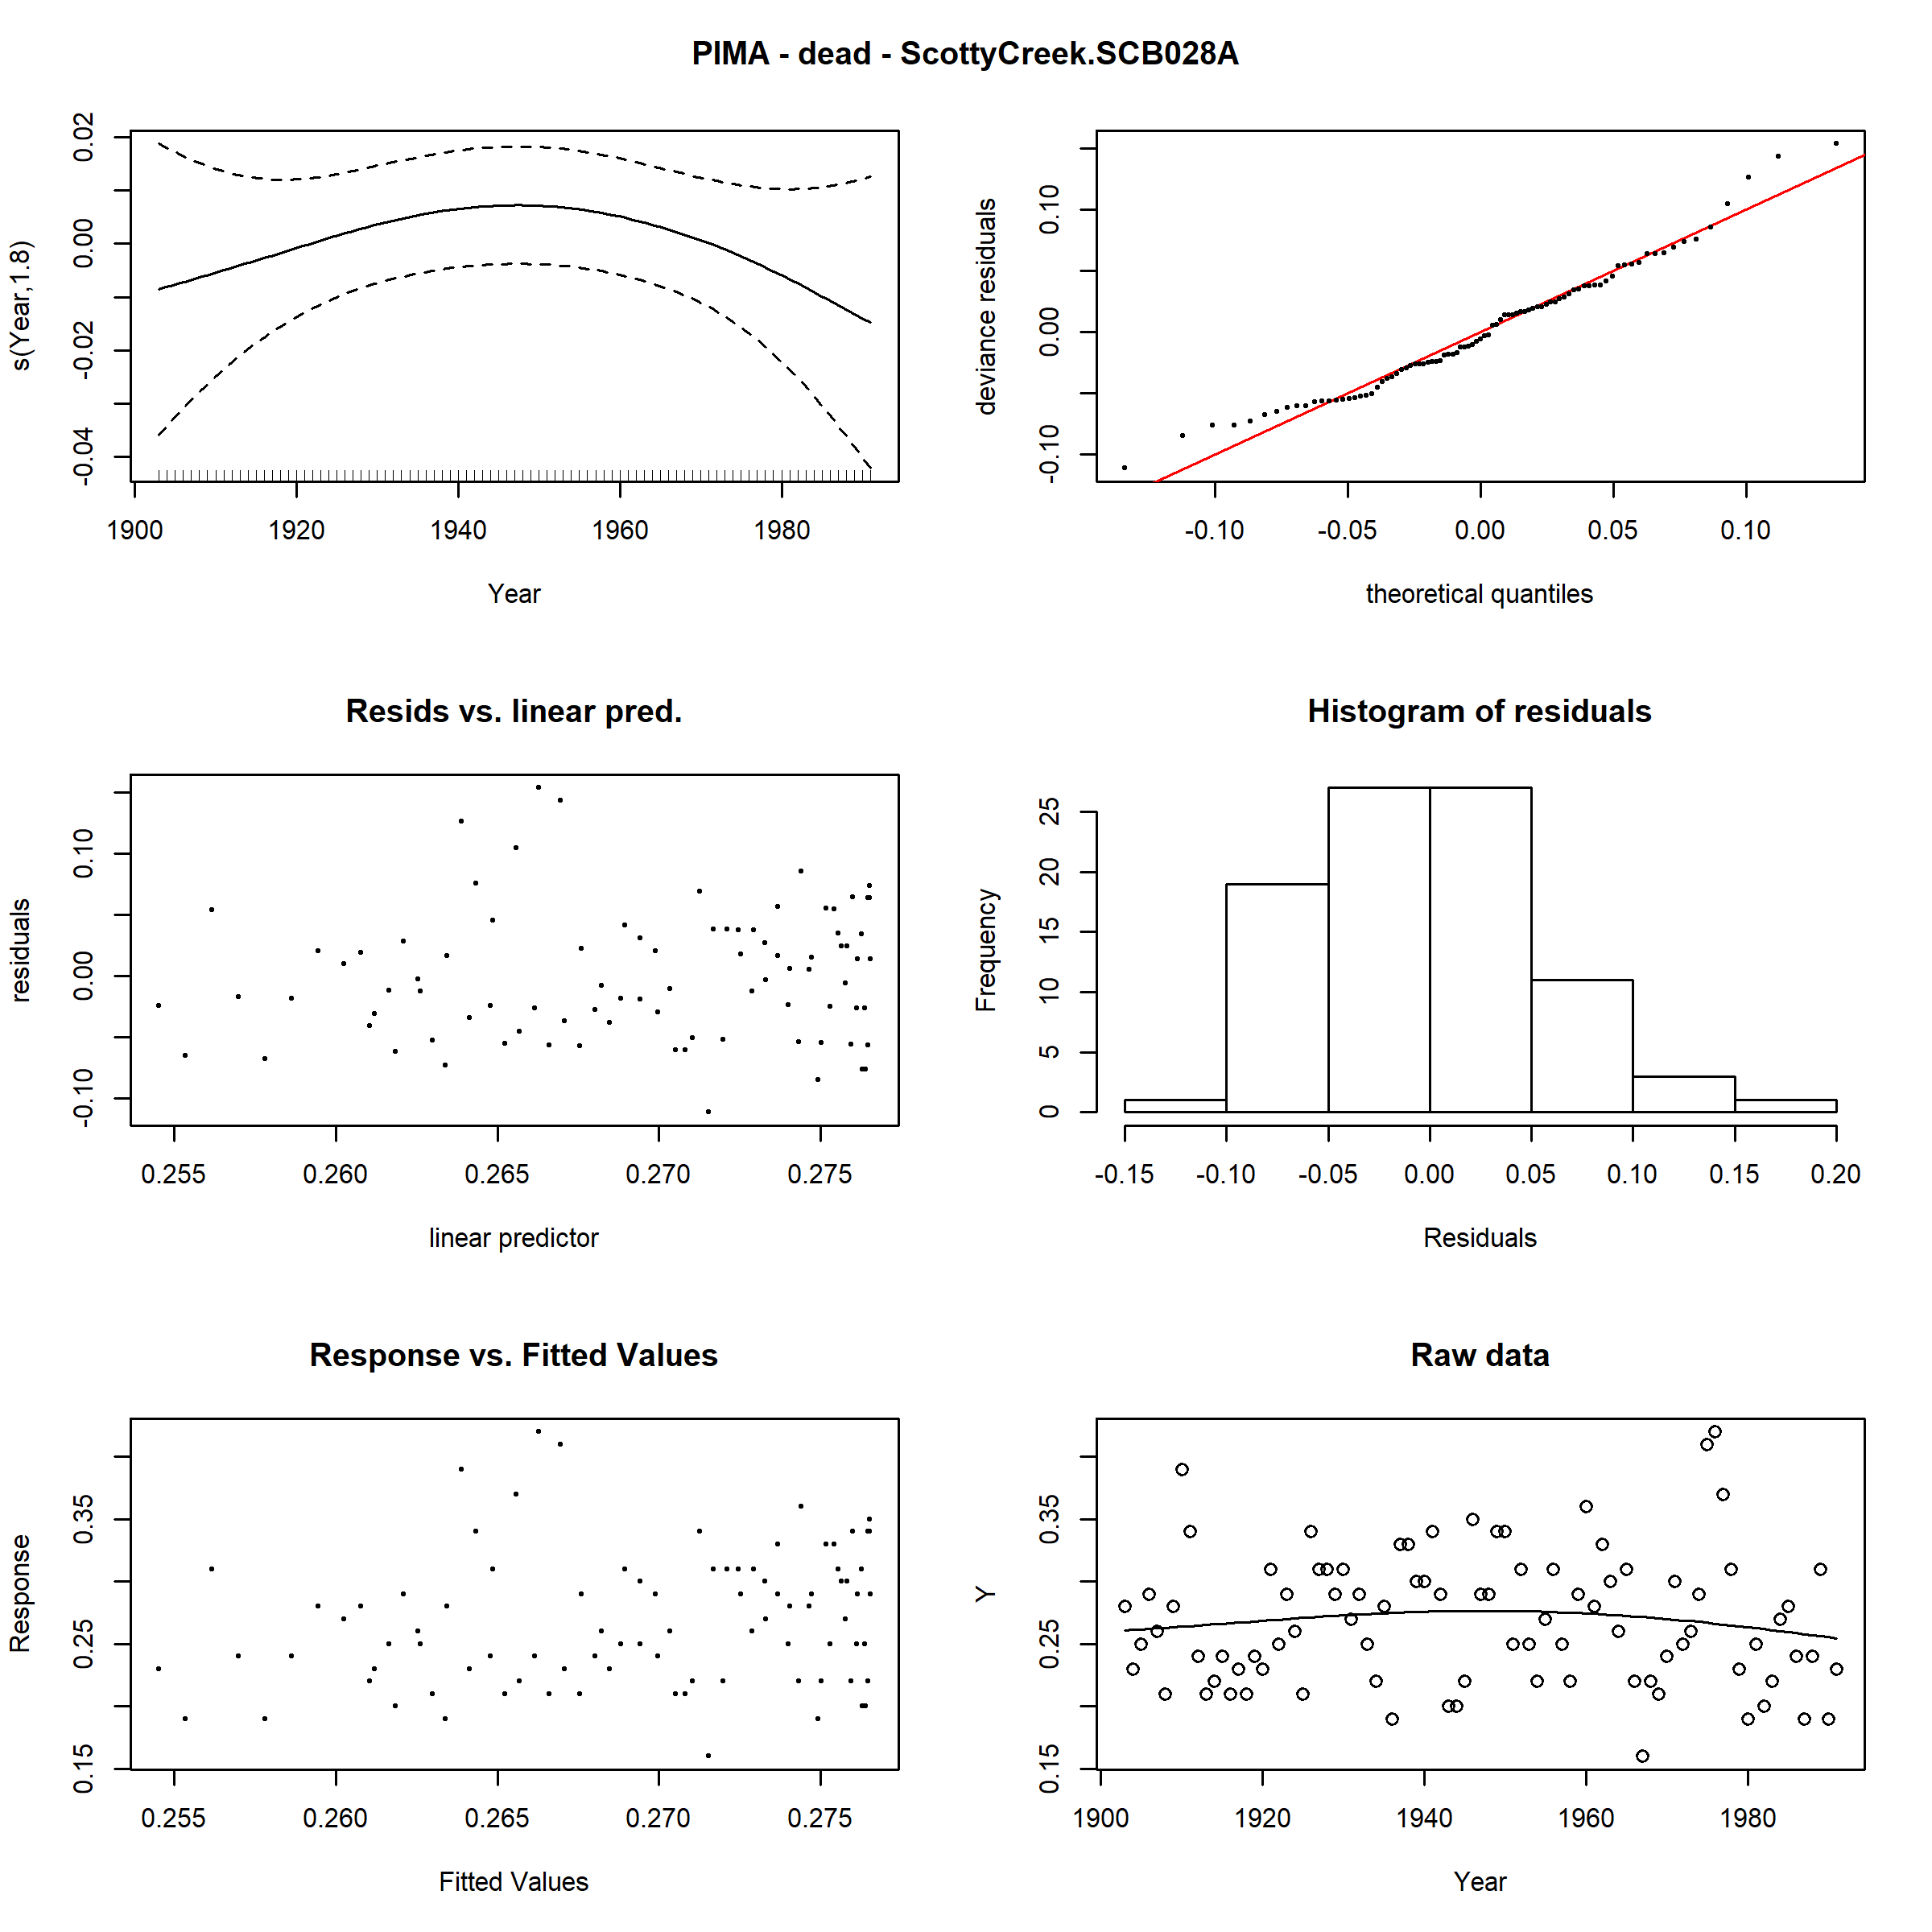 PIMA - dead - ScottyCreek.SCB028A
s(Year,1.8)
0.02
0.00
-0.02
-0.04
1900 1920 1940 1960 1980
Year
deviance residuals
0.10
0.00
-0.10
-0.10 -0.05 0.00 0.05 0.10
theoretical quantiles
Resids vs. linear pred.
residuals
0.10
0.00
-0.10
0.255 0.260 0.265 0.270 0.275
linear predictor
Histogram of residuals
Frequency
25
20
15
10
5
0
-0.15 -0.10 -0.05 0.00 0.05 0.10 0.15 0.20
Residuals
Response vs. Fitted Values
Response
0.35
0.25
0.15
0.255 0.260 0.265 0.270 0.275
Fitted Values
Raw data
Y
0.35
0.25
0.15
1900 1920 1940 1960 1980
Year